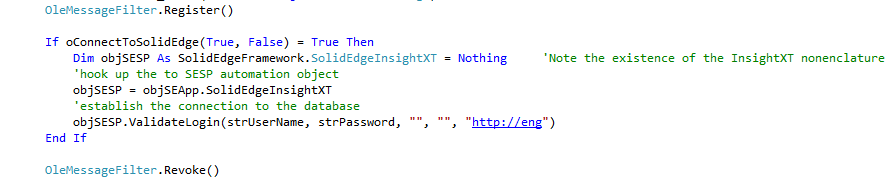 OleMessageFilter.Register()
If oConnectToSolidEdge(True, False) = True Then
Dim objSESP As SolidEdgeFramework.SolidEdgeInsightXT = Nothing 'Note the existence of the InsightXT nonenclature
'hook up the to SESP automation object
objSESP = objSEApp.SolidEdgeInsightXT
'establish the connection to the database
objSESP.ValidateLogin(strUserName, strPassword, "", "", "http://eng")
End If
OleMessageFilter.Revoke()